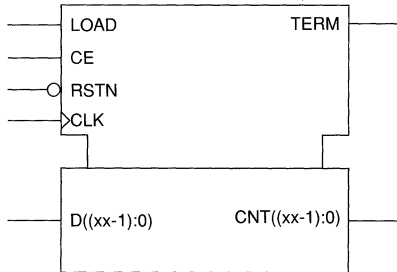 LOAD TERM
CE
RSTN
CLK
D((xx-1):0) CNT((xx-1):0)